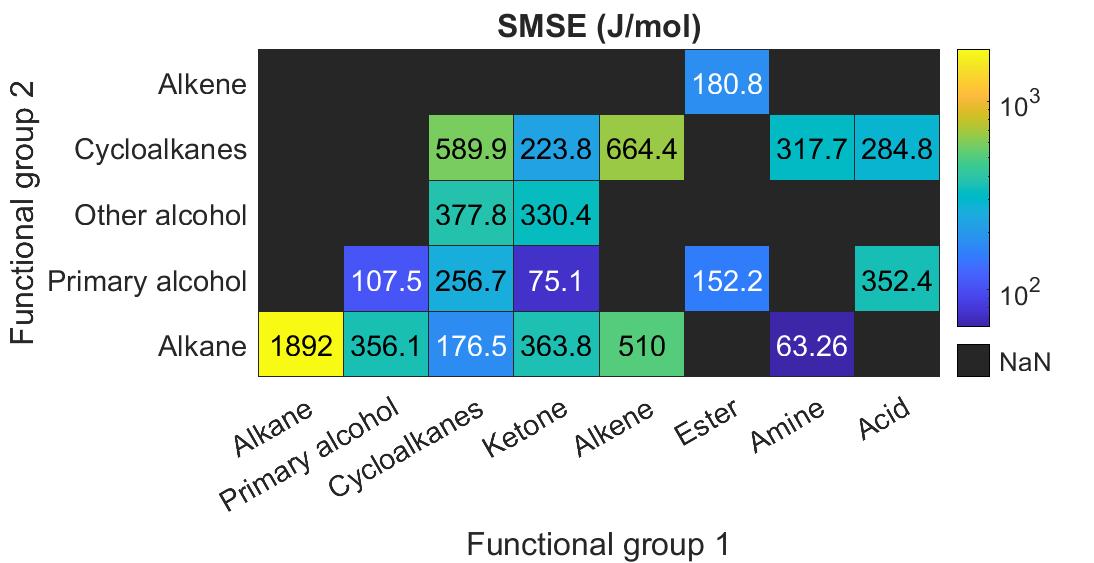 SMSE (J/mol)
Functional group 2
Alkene 180.8
Cycloalkanes 589.9 223.8 664.4 317.7 284.8
Other alcohol 377.8 330.4
Primary alcohol 107.5 256.7 75.1 152.2 352.4
Alkane 1892 356.1 176.5 363.8 510 63.26
10³
10²
NaN
Alkane Primary alcohol Cycloalkanes Ketone Alkene Ester Amine Acid
Functional group 1